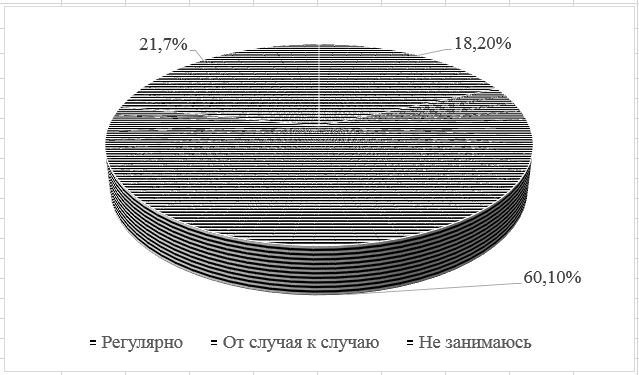 21,7%
18,20%
60,10%
Регулярно От случая к случаю Не занимаюсь